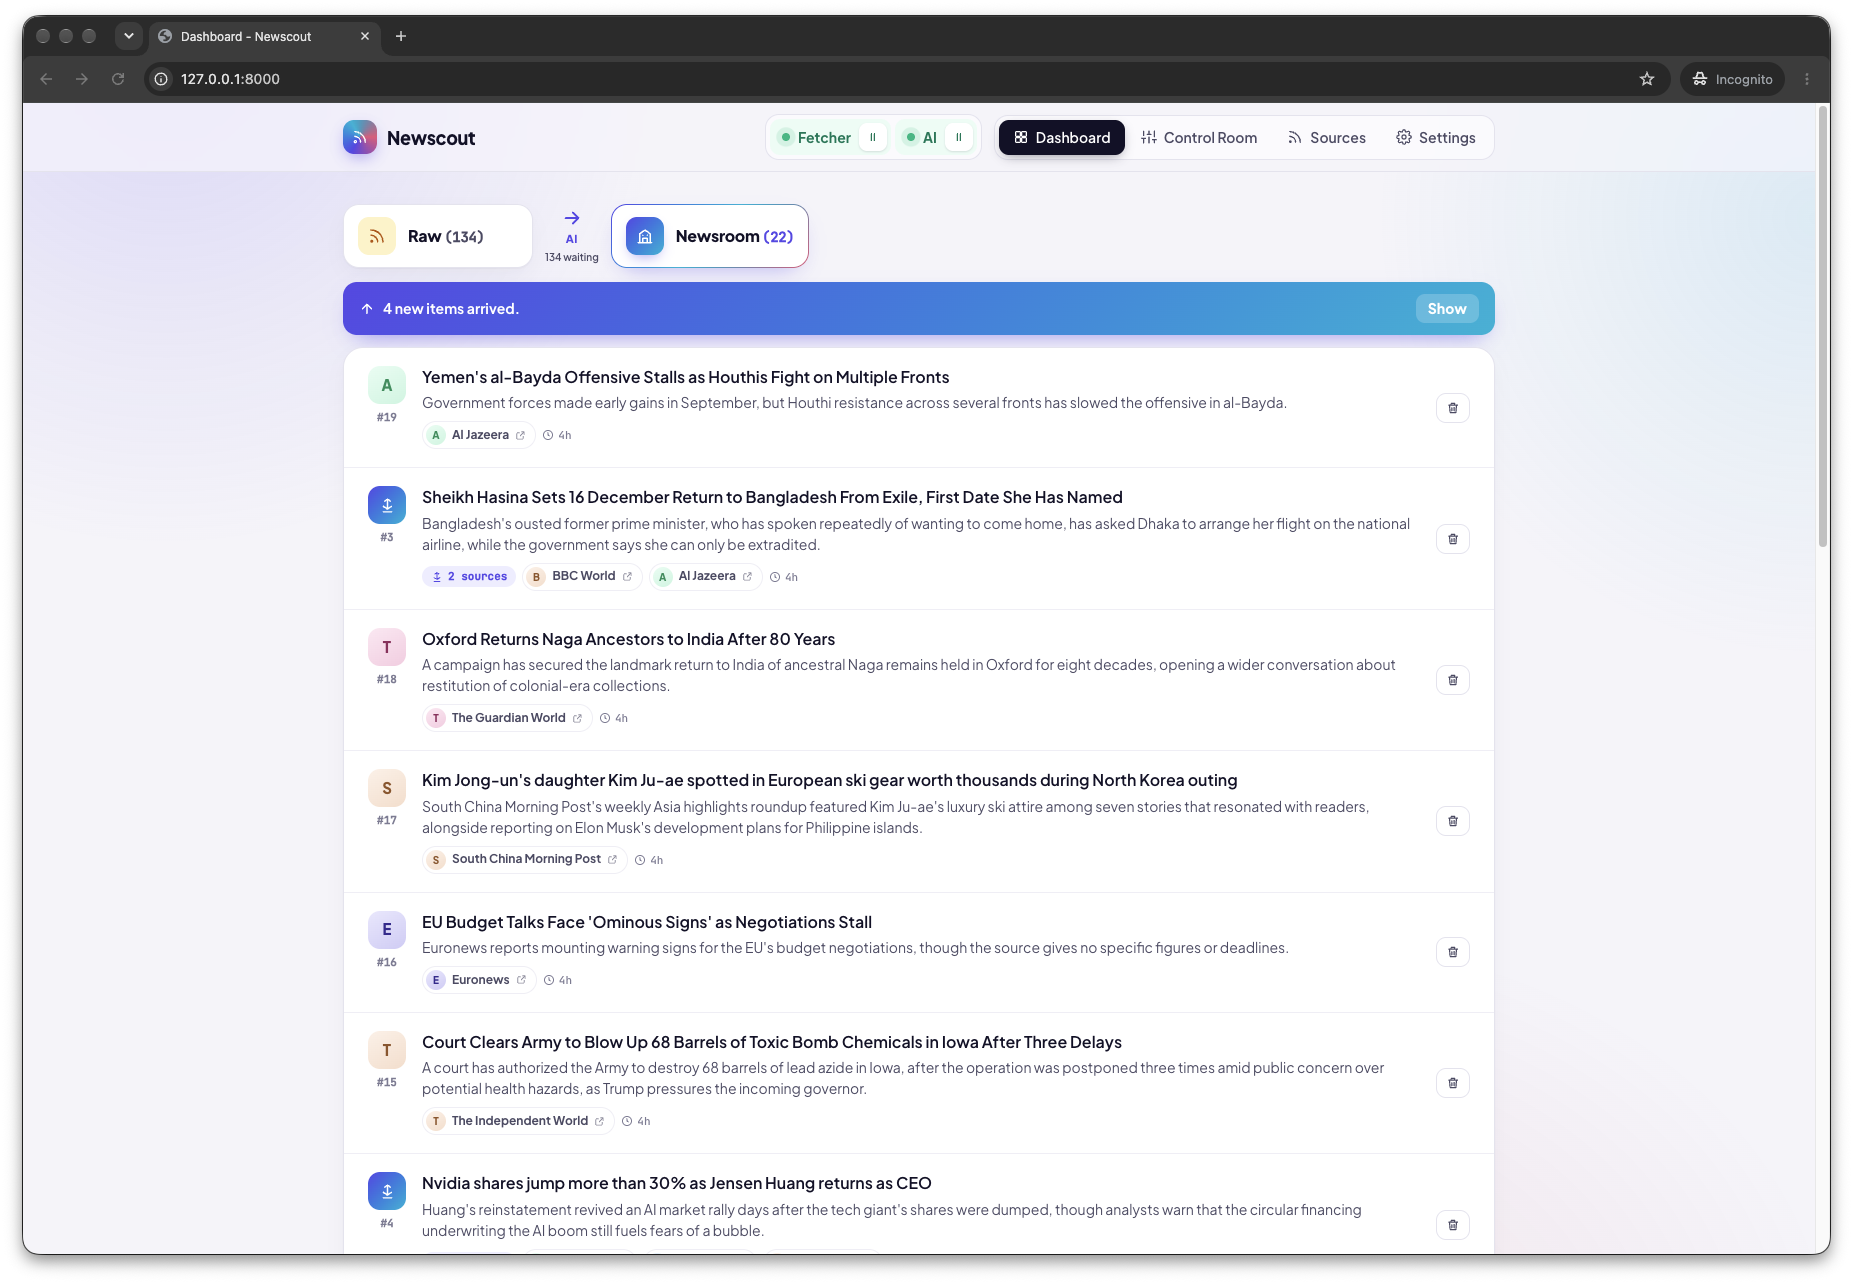 Dashboard - Newscout
127.0.0.1:8000
Incognito
Newscout
Fetcher
AI
Dashboard
Control Room
Sources
Settings
Raw (134)
AI
134 waiting
Newsroom (22)
4 new items arrived.
Show
A
#19
Yemen's al-Bayda Offensive Stalls as Houthis Fight on Multiple Fronts
Government forces made early gains in September, but Houthi resistance across several fronts has slowed the offensive in al-Bayda.
A Al Jazeera 4h
#3
Sheikh Hasina Sets 16 December Return to Bangladesh From Exile, First Date She Has Named
Bangladesh's ousted former prime minister, who has spoken repeatedly of wanting to come home, has asked Dhaka to arrange her flight on the national
airline, while the government says she can only be extradited.
2 sources B BBC World A Al Jazeera 4h
T
#18
Oxford Returns Naga Ancestors to India After 80 Years
A campaign has secured the landmark return to India of ancestral Naga remains held in Oxford for eight decades, opening a wider conversation about
restitution of colonial-era collections.
T The Guardian World 4h
S
#17
Kim Jong-un's daughter Kim Ju-ae spotted in European ski gear worth thousands during North Korea outing
South China Morning Post's weekly Asia highlights roundup featured Kim Ju-ae's luxury ski attire among seven stories that resonated with readers,
alongside reporting on Elon Musk's development plans for Philippine islands.
S South China Morning Post 4h
E
#16
EU Budget Talks Face 'Ominous Signs' as Negotiations Stall
Euronews reports mounting warning signs for the EU's budget negotiations, though the source gives no specific figures or deadlines.
E Euronews 4h
T
#15
Court Clears Army to Blow Up 68 Barrels of Toxic Bomb Chemicals in Iowa After Three Delays
A court has authorized the Army to destroy 68 barrels of lead azide in Iowa, after the operation was postponed three times amid public concern over
potential health hazards, as Trump pressures the incoming governor.
T The Independent World 4h
#4
Nvidia shares jump more than 30% as Jensen Huang returns as CEO
Huang's reinstatement revived an AI market rally days after the tech giant's shares were dumped, though analysts warn that the circular financing
underwriting the AI boom still fuels fears of a bubble.